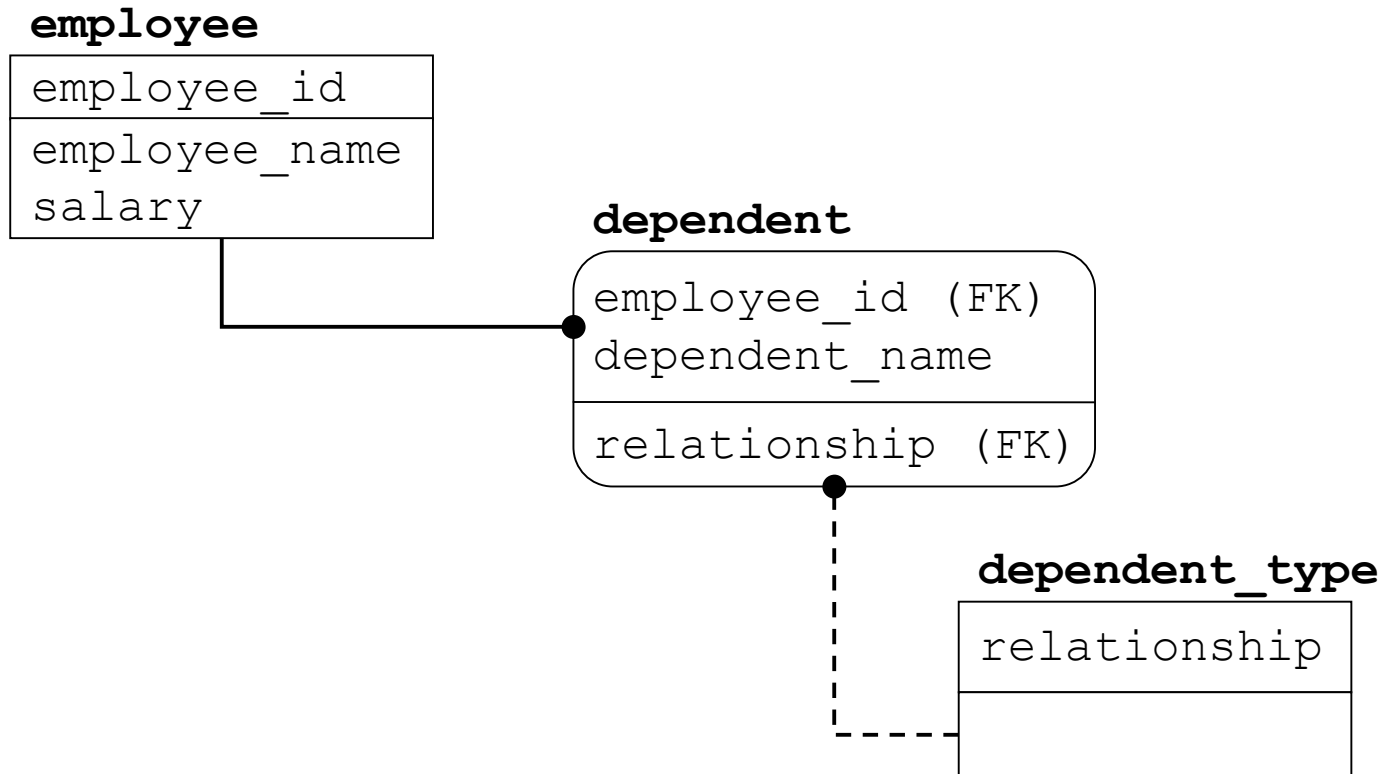 employee
employee_id
employee_name
salary
dependent
employee_id (FK)
dependent_name
relationship (FK)
dependent_type
relationship